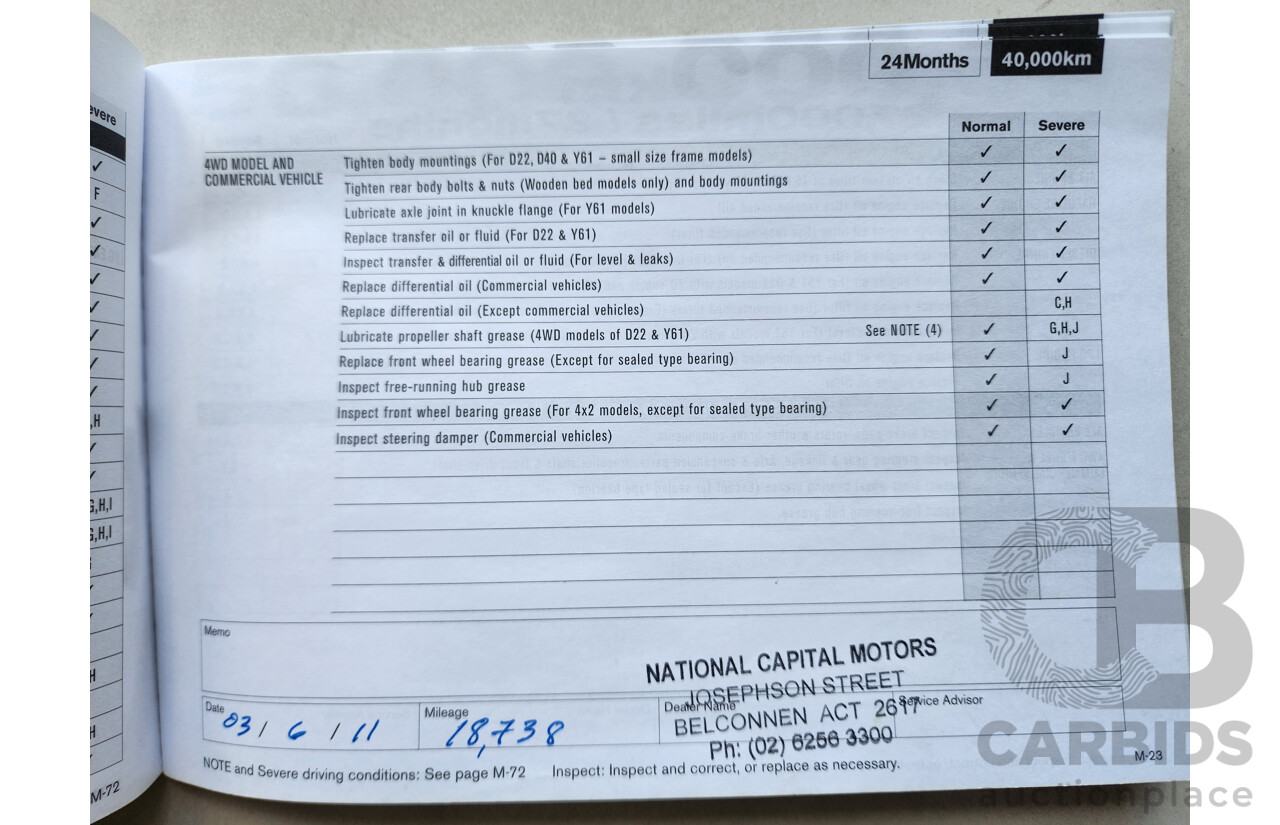 24Months 40,000km
Normal Severe
4WD MODEL AND
COMMERCIAL VEHICLE
Tighten body mountings (For D22, D40 & Y61 – small size frame models) ✓ ✓
Tighten rear body bolts & nuts (Wooden bed models only) and body mountings ✓ ✓
Lubricate axle joint in knuckle flange (For Y61 models) ✓ ✓
Replace transfer oil or fluid (For D22 & Y61) ✓ ✓
Inspect transfer & differential oil or fluid (For level & leaks) ✓ ✓
Replace differential oil (Commercial vehicles) ✓ ✓
Replace differential oil (Except commercial vehicles) C,H
Lubricate propeller shaft grease (4WD models of D22 & Y61) See NOTE (4) ✓ G,H,J
Replace front wheel bearing grease (Except for sealed type bearing) ✓ J
Inspect free-running hub grease ✓ J
Inspect front wheel bearing grease (For 4x2 models, except for sealed type bearing) ✓ ✓
Inspect steering damper (Commercial vehicles) ✓ ✓
Memo
NATIONAL CAPITAL MOTORS
JOSEPHSON STREET
BELCONNEN ACT 2617
Ph: (02) 6256 3300
Date 03 / 6 / 11
Mileage 18,738
Dealer Name
Service Advisor
NOTE and Severe driving conditions: See page M-72 Inspect: Inspect and correct, or replace as necessary.
M-23
evere
✓
F
✓
✓
✓
✓
✓
✓
,H
✓
✓
G,H,I
G,H,I
H
H
M-72
CB
CARBIDS
auctionplace